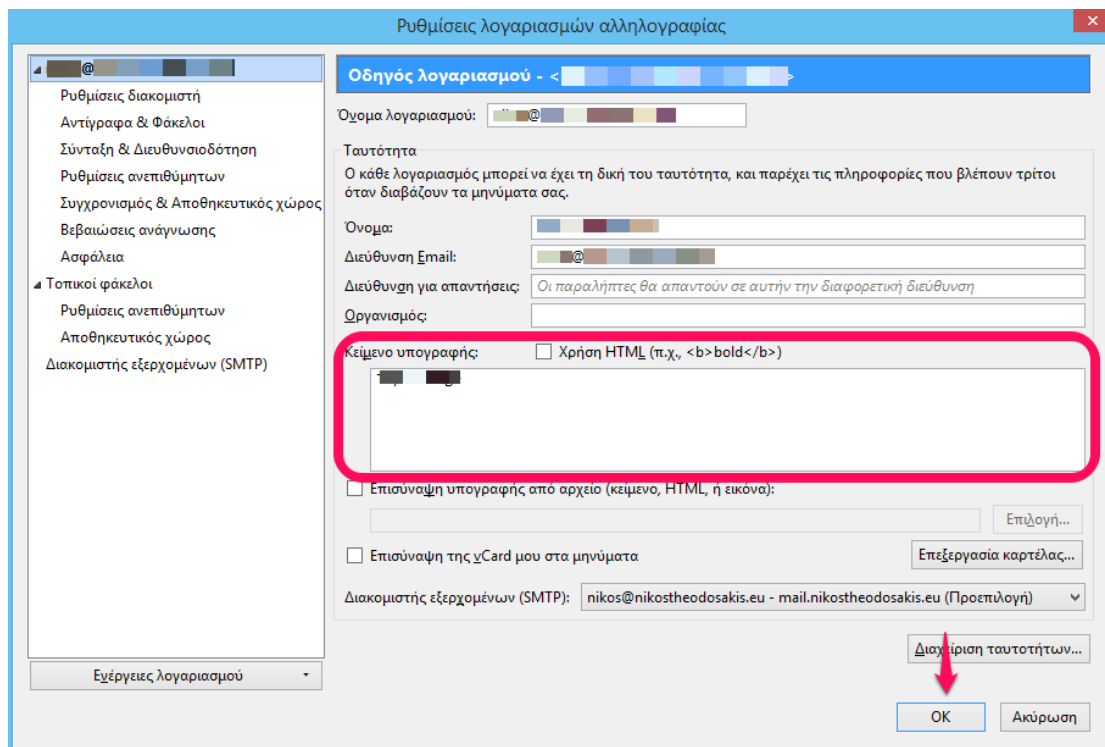 Ρυθμίσεις λογαριασμών αλληλογραφίας
@
Ρυθμίσεις διακομιστή
Αντίγραφα & Φάκελοι
Σύνταξη & Διευθυνσιοδότηση
Ρυθμίσεις ανεπιθύμητων
Συγχρονισμός & Αποθηκευτικός χώρος
Βεβαιώσεις ανάγνωσης
Ασφάλεια
Τοπικοί φάκελοι
Ρυθμίσεις ανεπιθύμητων
Αποθηκευτικός χώρος
Διακομιστής εξερχομένων (SMTP)
Ενέργειες λογαριασμού
Οδηγός λογαριασμού - < >
Όνομα λογαριασμού: @
Ταυτότητα
Ο κάθε λογαριασμός μπορεί να έχει τη δική του ταυτότητα, και παρέχει τις πληροφορίες που βλέπουν τρίτοι
όταν διαβάζουν τα μηνύματα σας.
Όνομα:
Διεύθυνση Email: @
Διεύθυνση για απαντήσεις: Οι παραλήπτες θα απαντούν σε αυτήν την διαφορετική διεύθυνση
Οργανισμός:
Κείμενο υπογραφής: Χρήση HTML (π.χ., <b>bold</b>)
Επισύναψη υπογραφής από αρχείο (κείμενο, HTML, ή εικόνα):
Επιλογή...
Επισύναψη της vCard μου στα μηνύματα Επεξεργασία καρτέλας...
Διακομιστής εξερχομένων (SMTP): nikos@nikostheodosakis.eu - mail.nikostheodosakis.eu (Προεπιλογή)
Διαχείριση ταυτοτήτων...
OK Ακύρωση